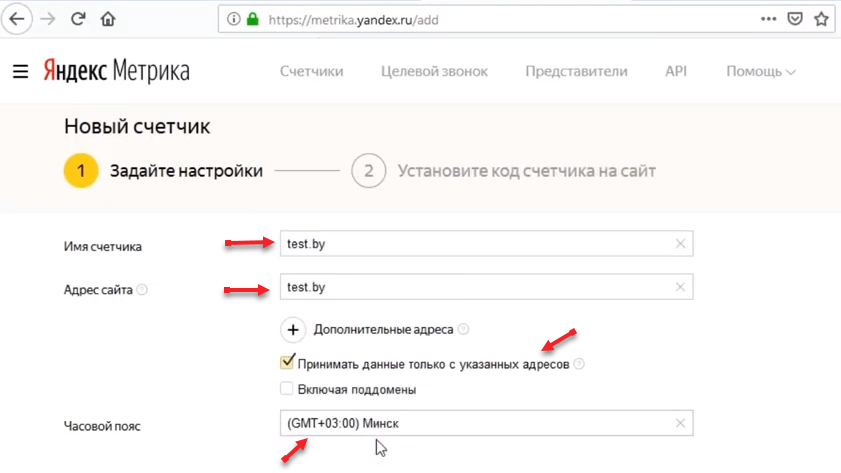 https://metrika.yandex.ru/add
Яндекс Метрика Счетчики Целевой звонок Представители API Помощь
Новый счетчик
1 Задайте настройки 2 Установите код счетчика на сайт
Имя счетчика test.by
Адрес сайта ? test.by
+ Дополнительные адреса ?
Принимать данные только с указанных адресов ?
Включая поддомены
Часовой пояс (GMT+03:00) Минск